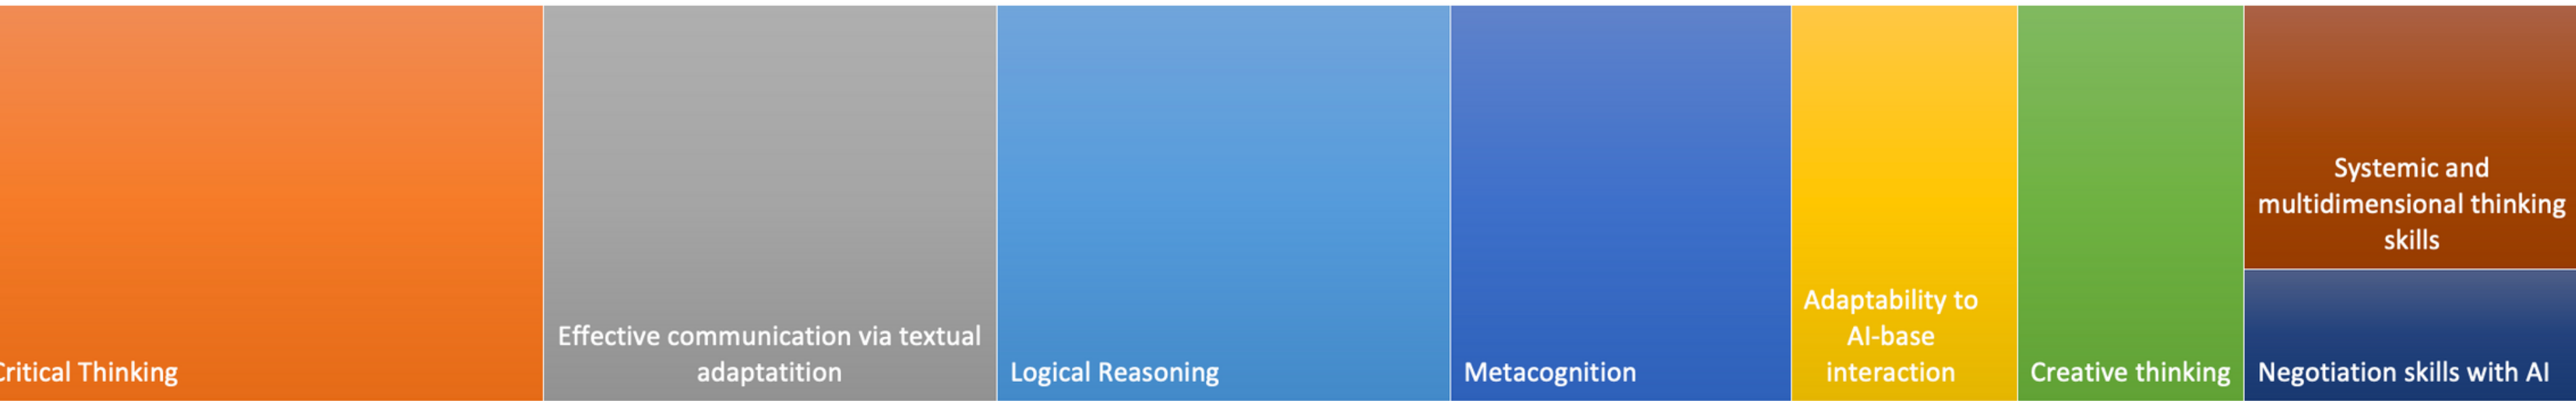 Critical Thinking
Effective communication via textual
adaptatition
Logical Reasoning
Metacognition
Adaptability to
AI-base
interaction
Creative thinking
Systemic and
multidimensional thinking
skills
Negotiation skills with AI